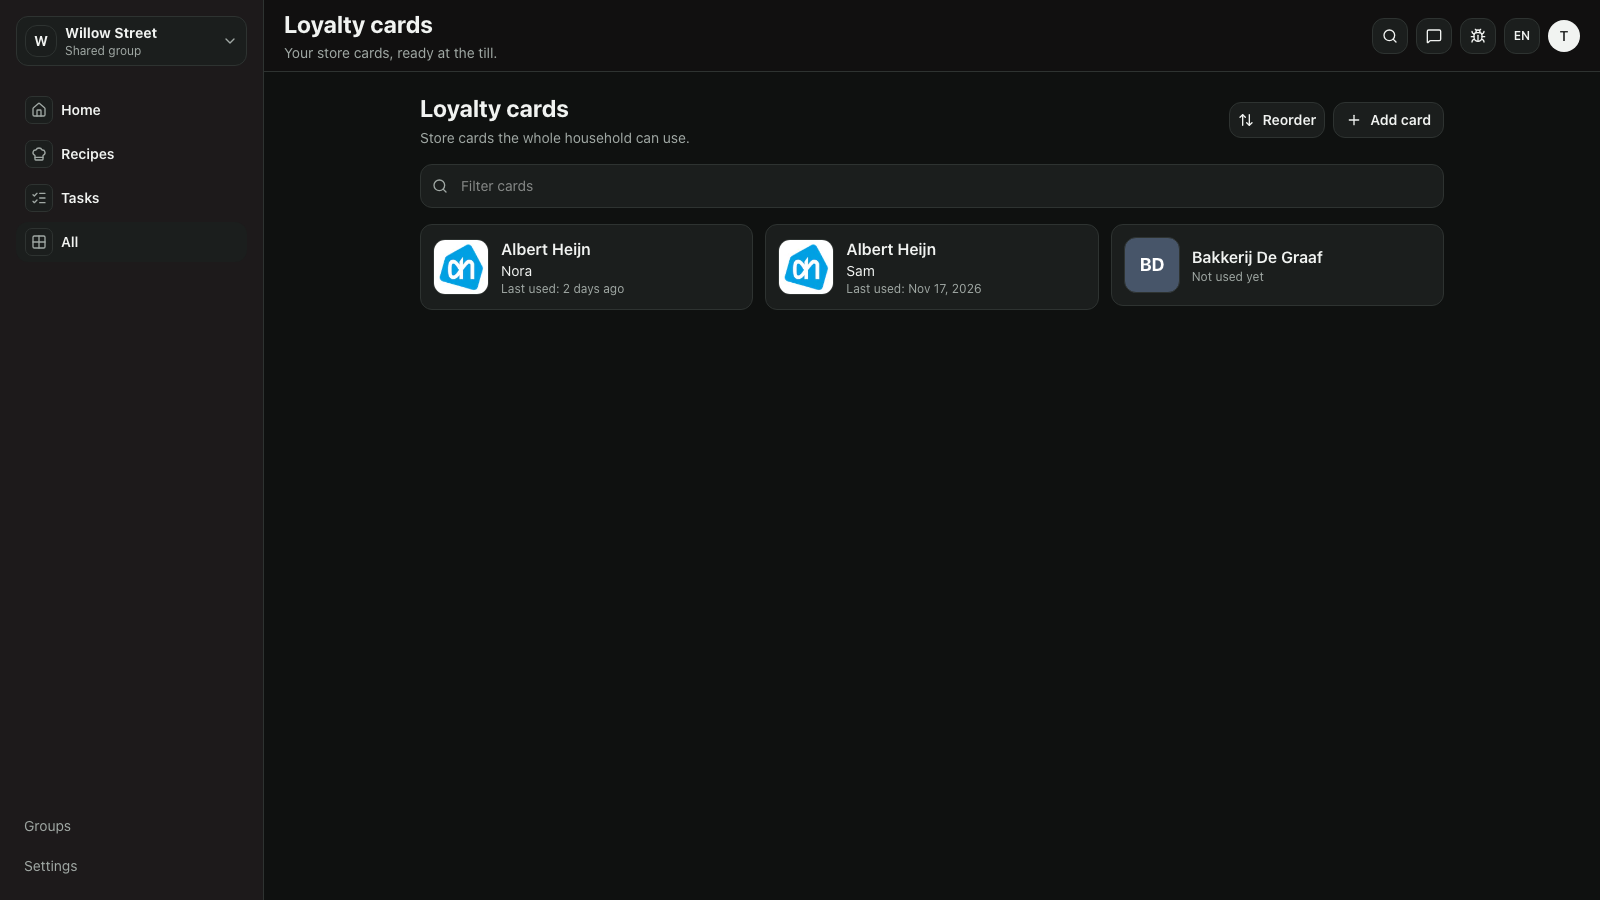 W
Willow Street
Shared group
Home
Recipes
Tasks
All
Groups
Settings
Loyalty cards
Your store cards, ready at the till.
EN
T
Loyalty cards
Store cards the whole household can use.
Reorder
Add card
Filter cards
ah
Albert Heijn
Nora
Last used: 2 days ago
ah
Albert Heijn
Sam
Last used: Nov 17, 2026
BD
Bakkerij De Graaf
Not used yet